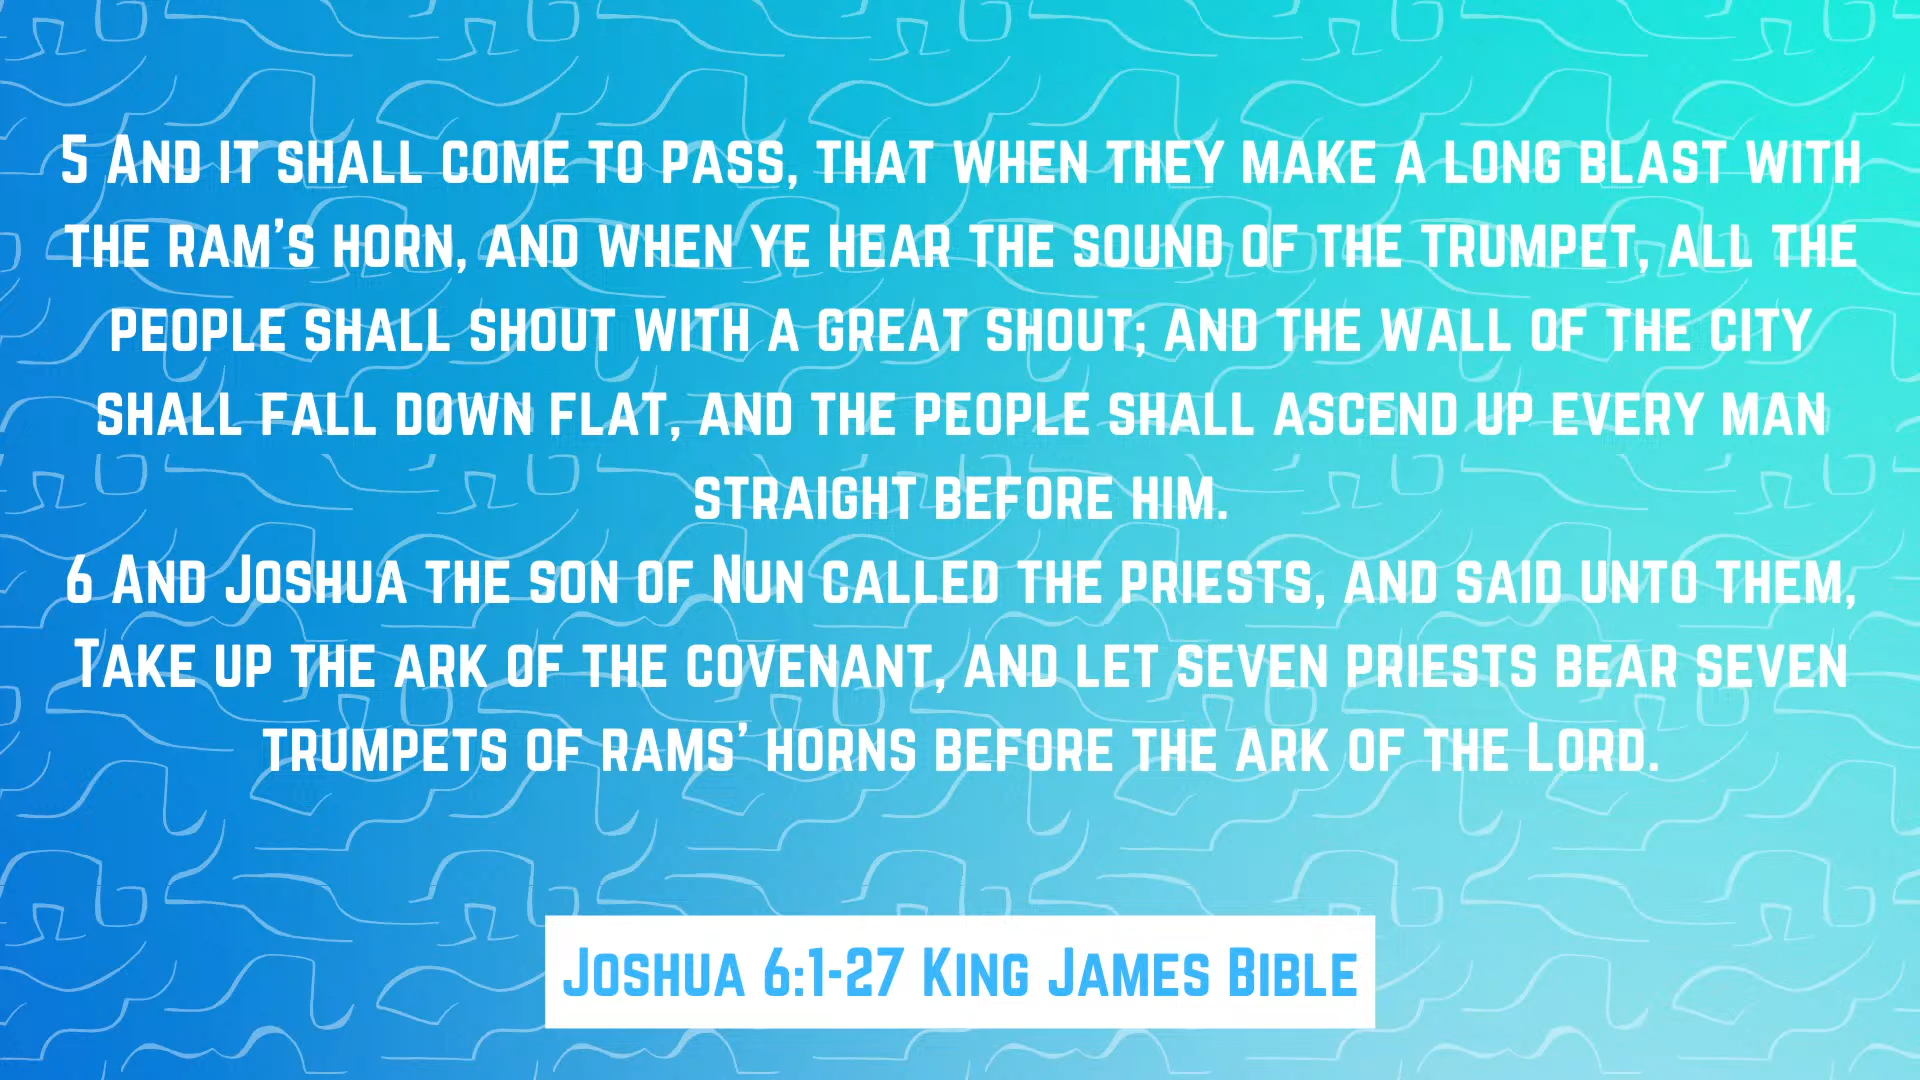 5 And it shall come to pass, that when they make a long blast with
the ram's horn, and when ye hear the sound of the trumpet, all the
people shall shout with a great shout; and the wall of the city
shall fall down flat, and the people shall ascend up every man
straight before him.
6 And Joshua the son of Nun called the priests, and said unto them,
Take up the ark of the covenant, and let seven priests bear seven
trumpets of rams' horns before the ark of the Lord.
Joshua 6:1-27 King James Bible